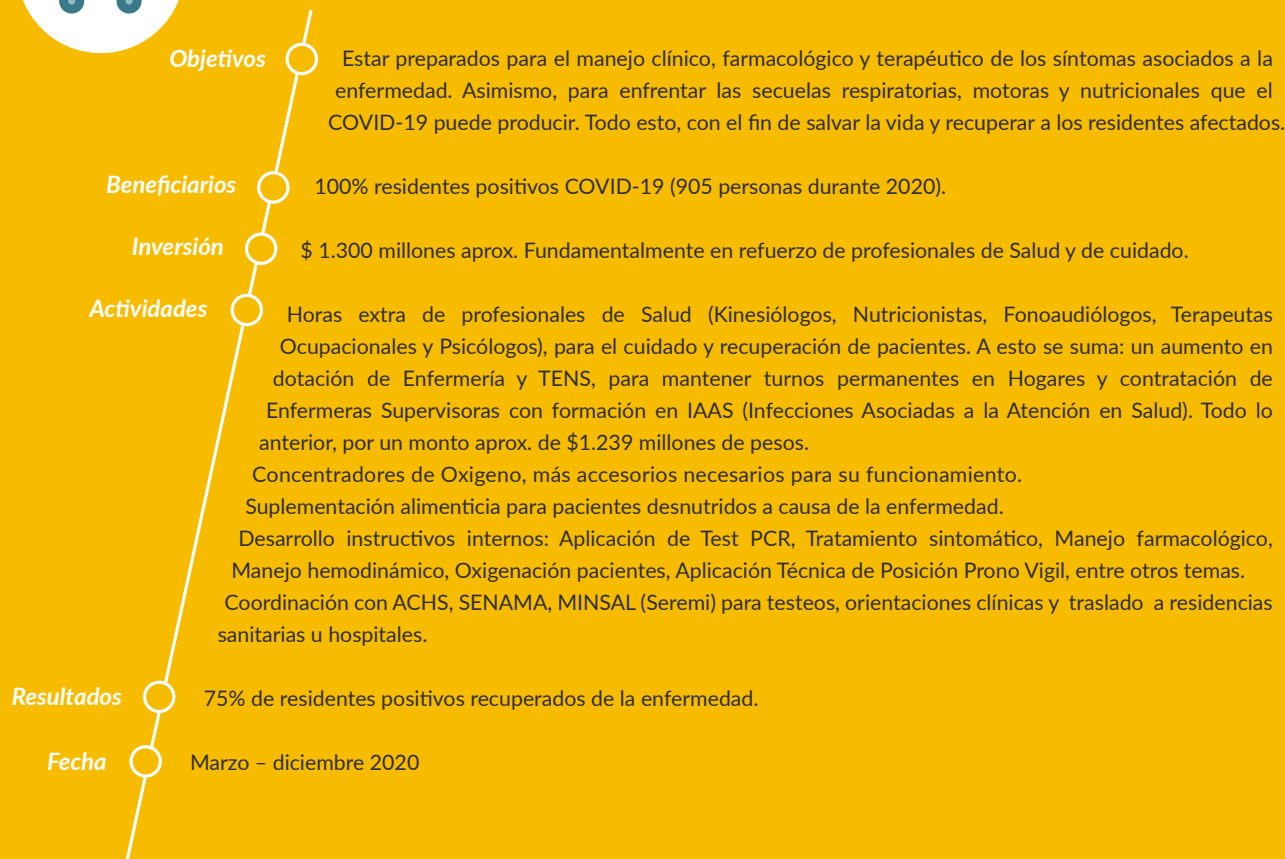 Objetivos
Estar preparados para el manejo clínico, farmacológico y terapéutico de los síntomas asociados a la
enfermedad. Asimismo, para enfrentar las secuelas respiratorias, motoras y nutricionales que el
COVID-19 puede producir. Todo esto, con el fin de salvar la vida y recuperar a los residentes afectados.
Beneficiarios
100% residentes positivos COVID-19 (905 personas durante 2020).
Inversión
$ 1.300 millones aprox. Fundamentalmente en refuerzo de profesionales de Salud y de cuidado.
Actividades
Horas extra de profesionales de Salud (Kinesiólogos, Nutricionistas, Fonoaudiólogos, Terapeutas
Ocupacionales y Psicólogos), para el cuidado y recuperación de pacientes. A esto se suma: un aumento en
dotación de Enfermería y TENS, para mantener turnos permanentes en Hogares y contratación de
Enfermeras Supervisoras con formación en IAAS (Infecciones Asociadas a la Atención en Salud). Todo lo
anterior, por un monto aprox. de $1.239 millones de pesos.
Concentradores de Oxigeno, más accesorios necesarios para su funcionamiento.
Suplementación alimenticia para pacientes desnutridos a causa de la enfermedad.
Desarrollo instructivos internos: Aplicación de Test PCR, Tratamiento sintomático, Manejo farmacológico,
Manejo hemodinámico, Oxigenación pacientes, Aplicación Técnica de Posición Prono Vigil, entre otros temas.
Coordinación con ACHS, SENAMA, MINSAL (Seremi) para testeos, orientaciones clínicas y traslado a residencias
sanitarias u hospitales.
Resultados
75% de residentes positivos recuperados de la enfermedad.
Fecha
Marzo – diciembre 2020